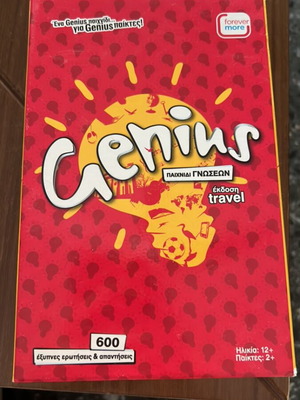 Ένα Genius παιχνίδι...
για Genius παίκτες!
forever
more
Genius
ΠΑΙΧΝΙΔΙ ΓΝΩΣΕΩΝ
έκδοση
travel
600
έξυπνες ερωτήσεις & απαντήσεις
Ηλικία: 12+
Παίκτες: 2+